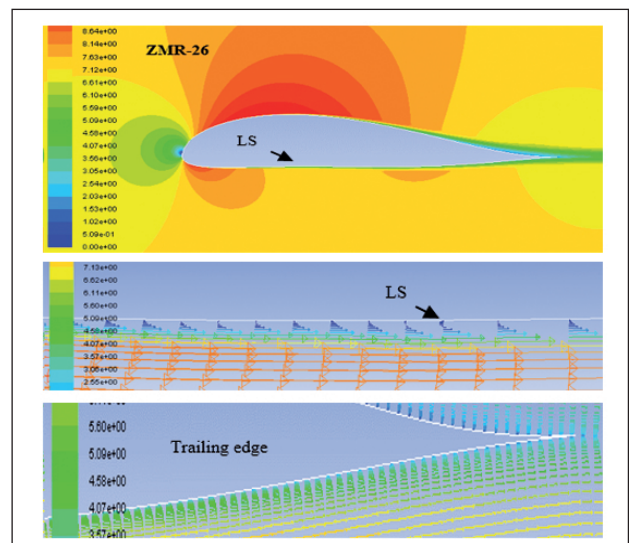 8.64e+00
8.14e+00
ZMR-26
7.63e+00
7.12e+00
6.61e+00
6.10e+00
5.59e+00
5.09e+00
4.58e+00
LS
4.07e+00
3.56e+00
3.05e+00
2.54e+00
2.03e+00
1.53e+00
1.02e+00
5.09e-01
0.00e+00
7.13e+00
6.62e+00
LS
6.11e+00
5.60e+00
5.09e+00
4.58e+00
4.07e+00
3.57e+00
3.06e+00
2.55e+00
5.60e+00
Trailing edge
5.09e+00
4.58e+00
4.07e+00
3.57e+00